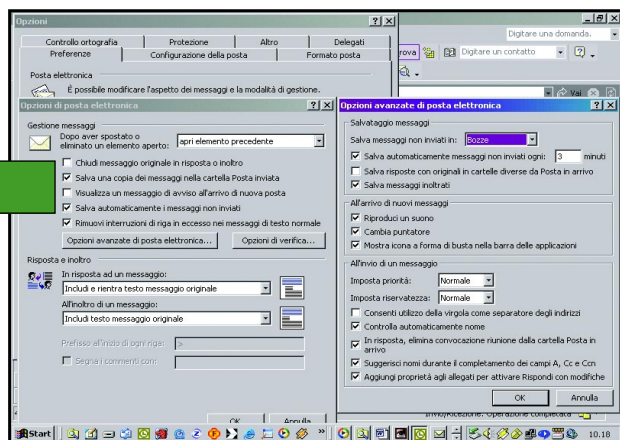 Opzioni
Controllo ortografia
Protezione
Altro
Delegati
Preferenze
Configurazione della posta
Formato posta
Posta elettronica
È possibile modificare l'aspetto dei messaggi e la modalità di gestione.
Digitare una domanda.
rova
Digitare un contatto
Vai
Opzioni di posta elettronica
Gestione messaggi
Dopo aver spostato o
eliminato un elemento aperto:
apri elemento precedente
Chiudi messaggio originale in risposta o inoltro
Salva una copia dei messaggi nella cartella Posta inviata
Visualizza un messaggio di avviso all'arrivo di nuova posta
Salva automaticamente i messaggi non inviati
Rimuovi interruzioni di riga in eccesso nei messaggi di testo normale
Opzioni avanzate di posta elettronica...
Opzioni di verifica...
Risposta e inoltro
In risposta ad un messaggio:
Includi e rientra testo messaggio originale
All'inoltro di un messaggio:
Includi testo messaggio originale
Prefisso all'inizio di ogni riga:
>
Segna i commenti con:
OK
Annulla
Opzioni avanzate di posta elettronica
Salvataggio messaggi
Salva messaggi non inviati in:
Bozze
Salva automaticamente messaggi non inviati ogni:
3
minuti
Salva risposte con originali in cartelle diverse da Posta in arrivo
Salva messaggi inoltrati
All'arrivo di nuovi messaggi
Riproduci un suono
Cambia puntatore
Mostra icona a forma di busta nella barra delle applicazioni
All'invio di un messaggio
Imposta priorità:
Normale
Imposta riservatezza:
Normale
Consenti utilizzo della virgola come separatore degli indirizzi
Controlla automaticamente nome
In risposta, elimina convocazione riunione dalla cartella Posta in
arrivo
Suggerisci nomi durante il completamento dei campi A, Cc e Ccn
Aggiungi proprietà agli allegati per attivare Rispondi con modifiche
OK
Annulla
Invio/Ricezione: Operazione completata
Start
10.18